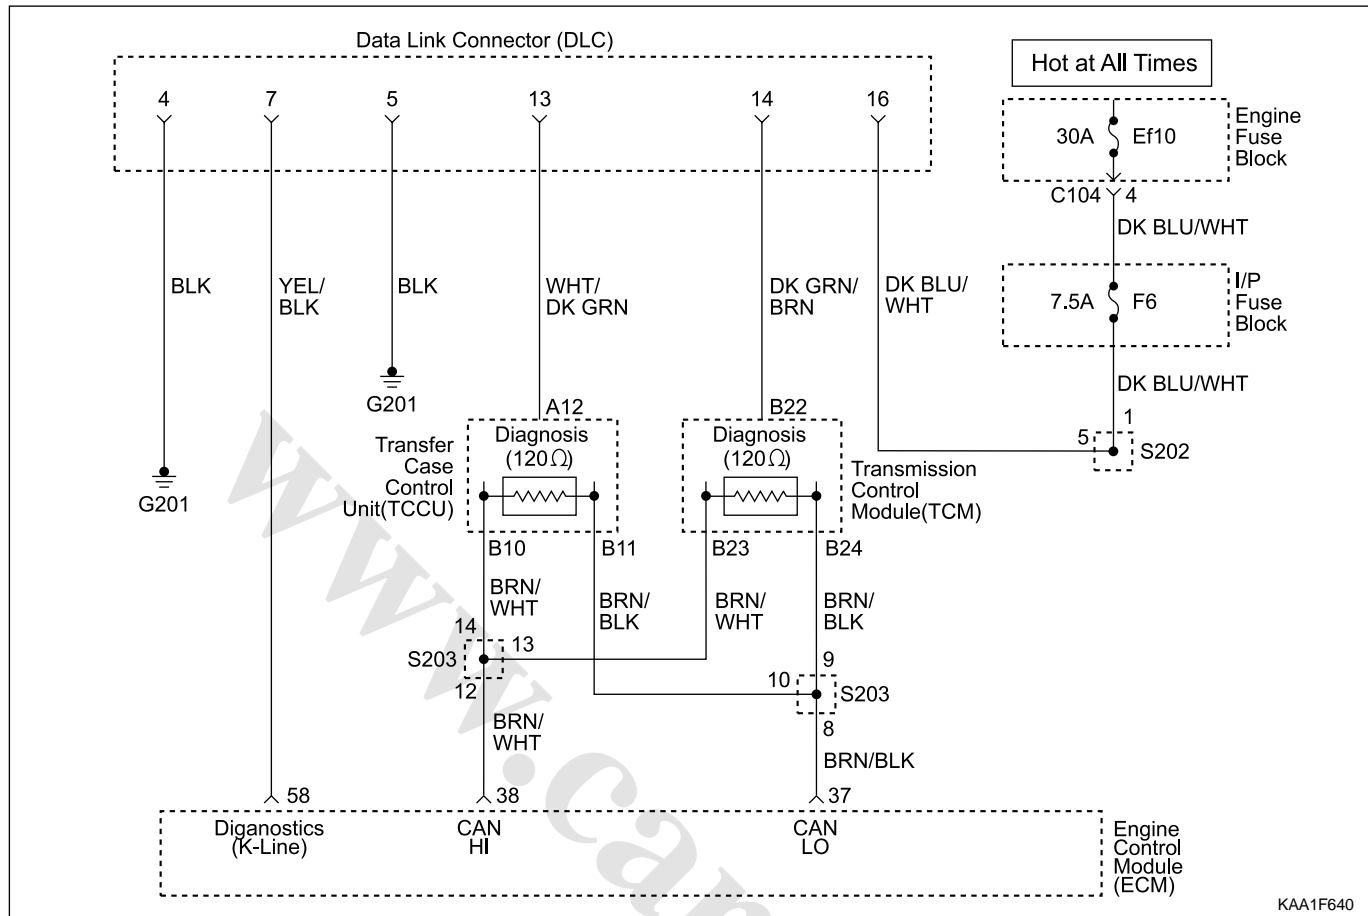 Data Link Connector (DLC)
Hot at All Times
4 7 5 13 14 16
30A Ef10
Engine
Fuse
Block
C104 4
DK BLU/WHT
BLK
YEL/
BLK
BLK
WHT/
DK GRN
DK GRN/
BRN
DK BLU/
WHT
7.5A F6
I/P
Fuse
Block
DK BLU/WHT
G201
G201
A12
B22
1
5
S202
Transfer
Case
Control
Unit(TCCU)
Diagnosis
(120Ω)
Diagnosis
(120Ω)
Transmission
Control
Module(TCM)
B10 B11 B23 B24
BRN/
WHT
BRN/
BLK
BRN/
WHT
BRN/
BLK
14
13
S203
12
9
10
S203
8
BRN/
WHT
BRN/BLK
58 38 37
Diganostics
(K-Line)
CAN
HI
CAN
LO
Engine
Control
Module
(ECM)
www.car
KAA1F640